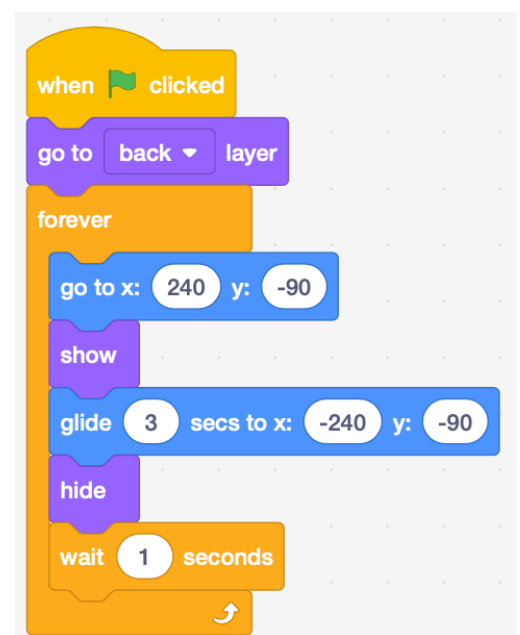 when clicked
go to back layer
forever
go to x: 240 y: -90
show
glide 3 secs to x: -240 y: -90
hide
wait 1 seconds